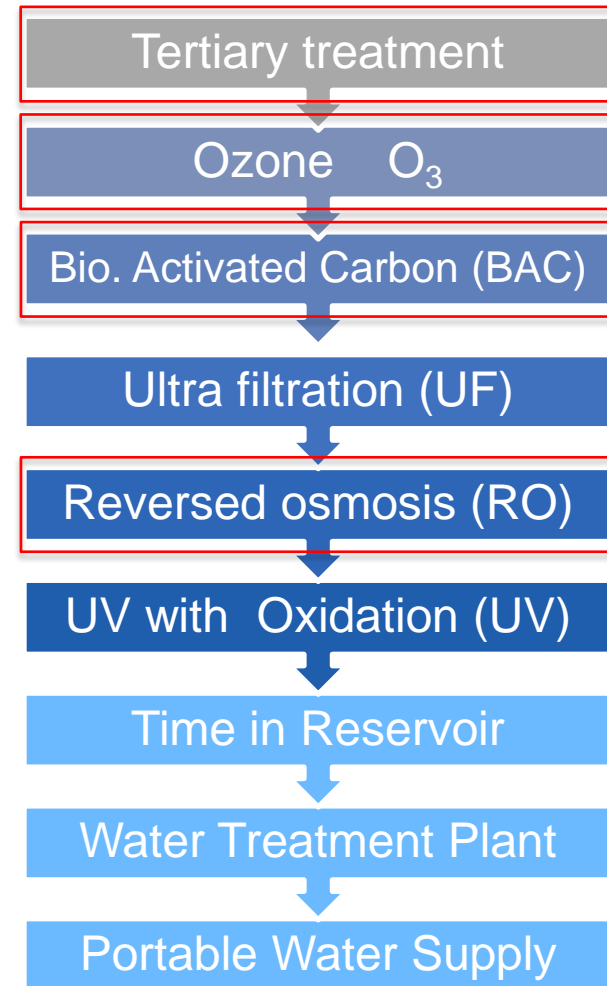 Tertiary treatment
Ozone O₃
Bio. Activated Carbon (BAC)
Ultra filtration (UF)
Reversed osmosis (RO)
UV with Oxidation (UV)
Time in Reservoir
Water Treatment Plant
Portable Water Supply